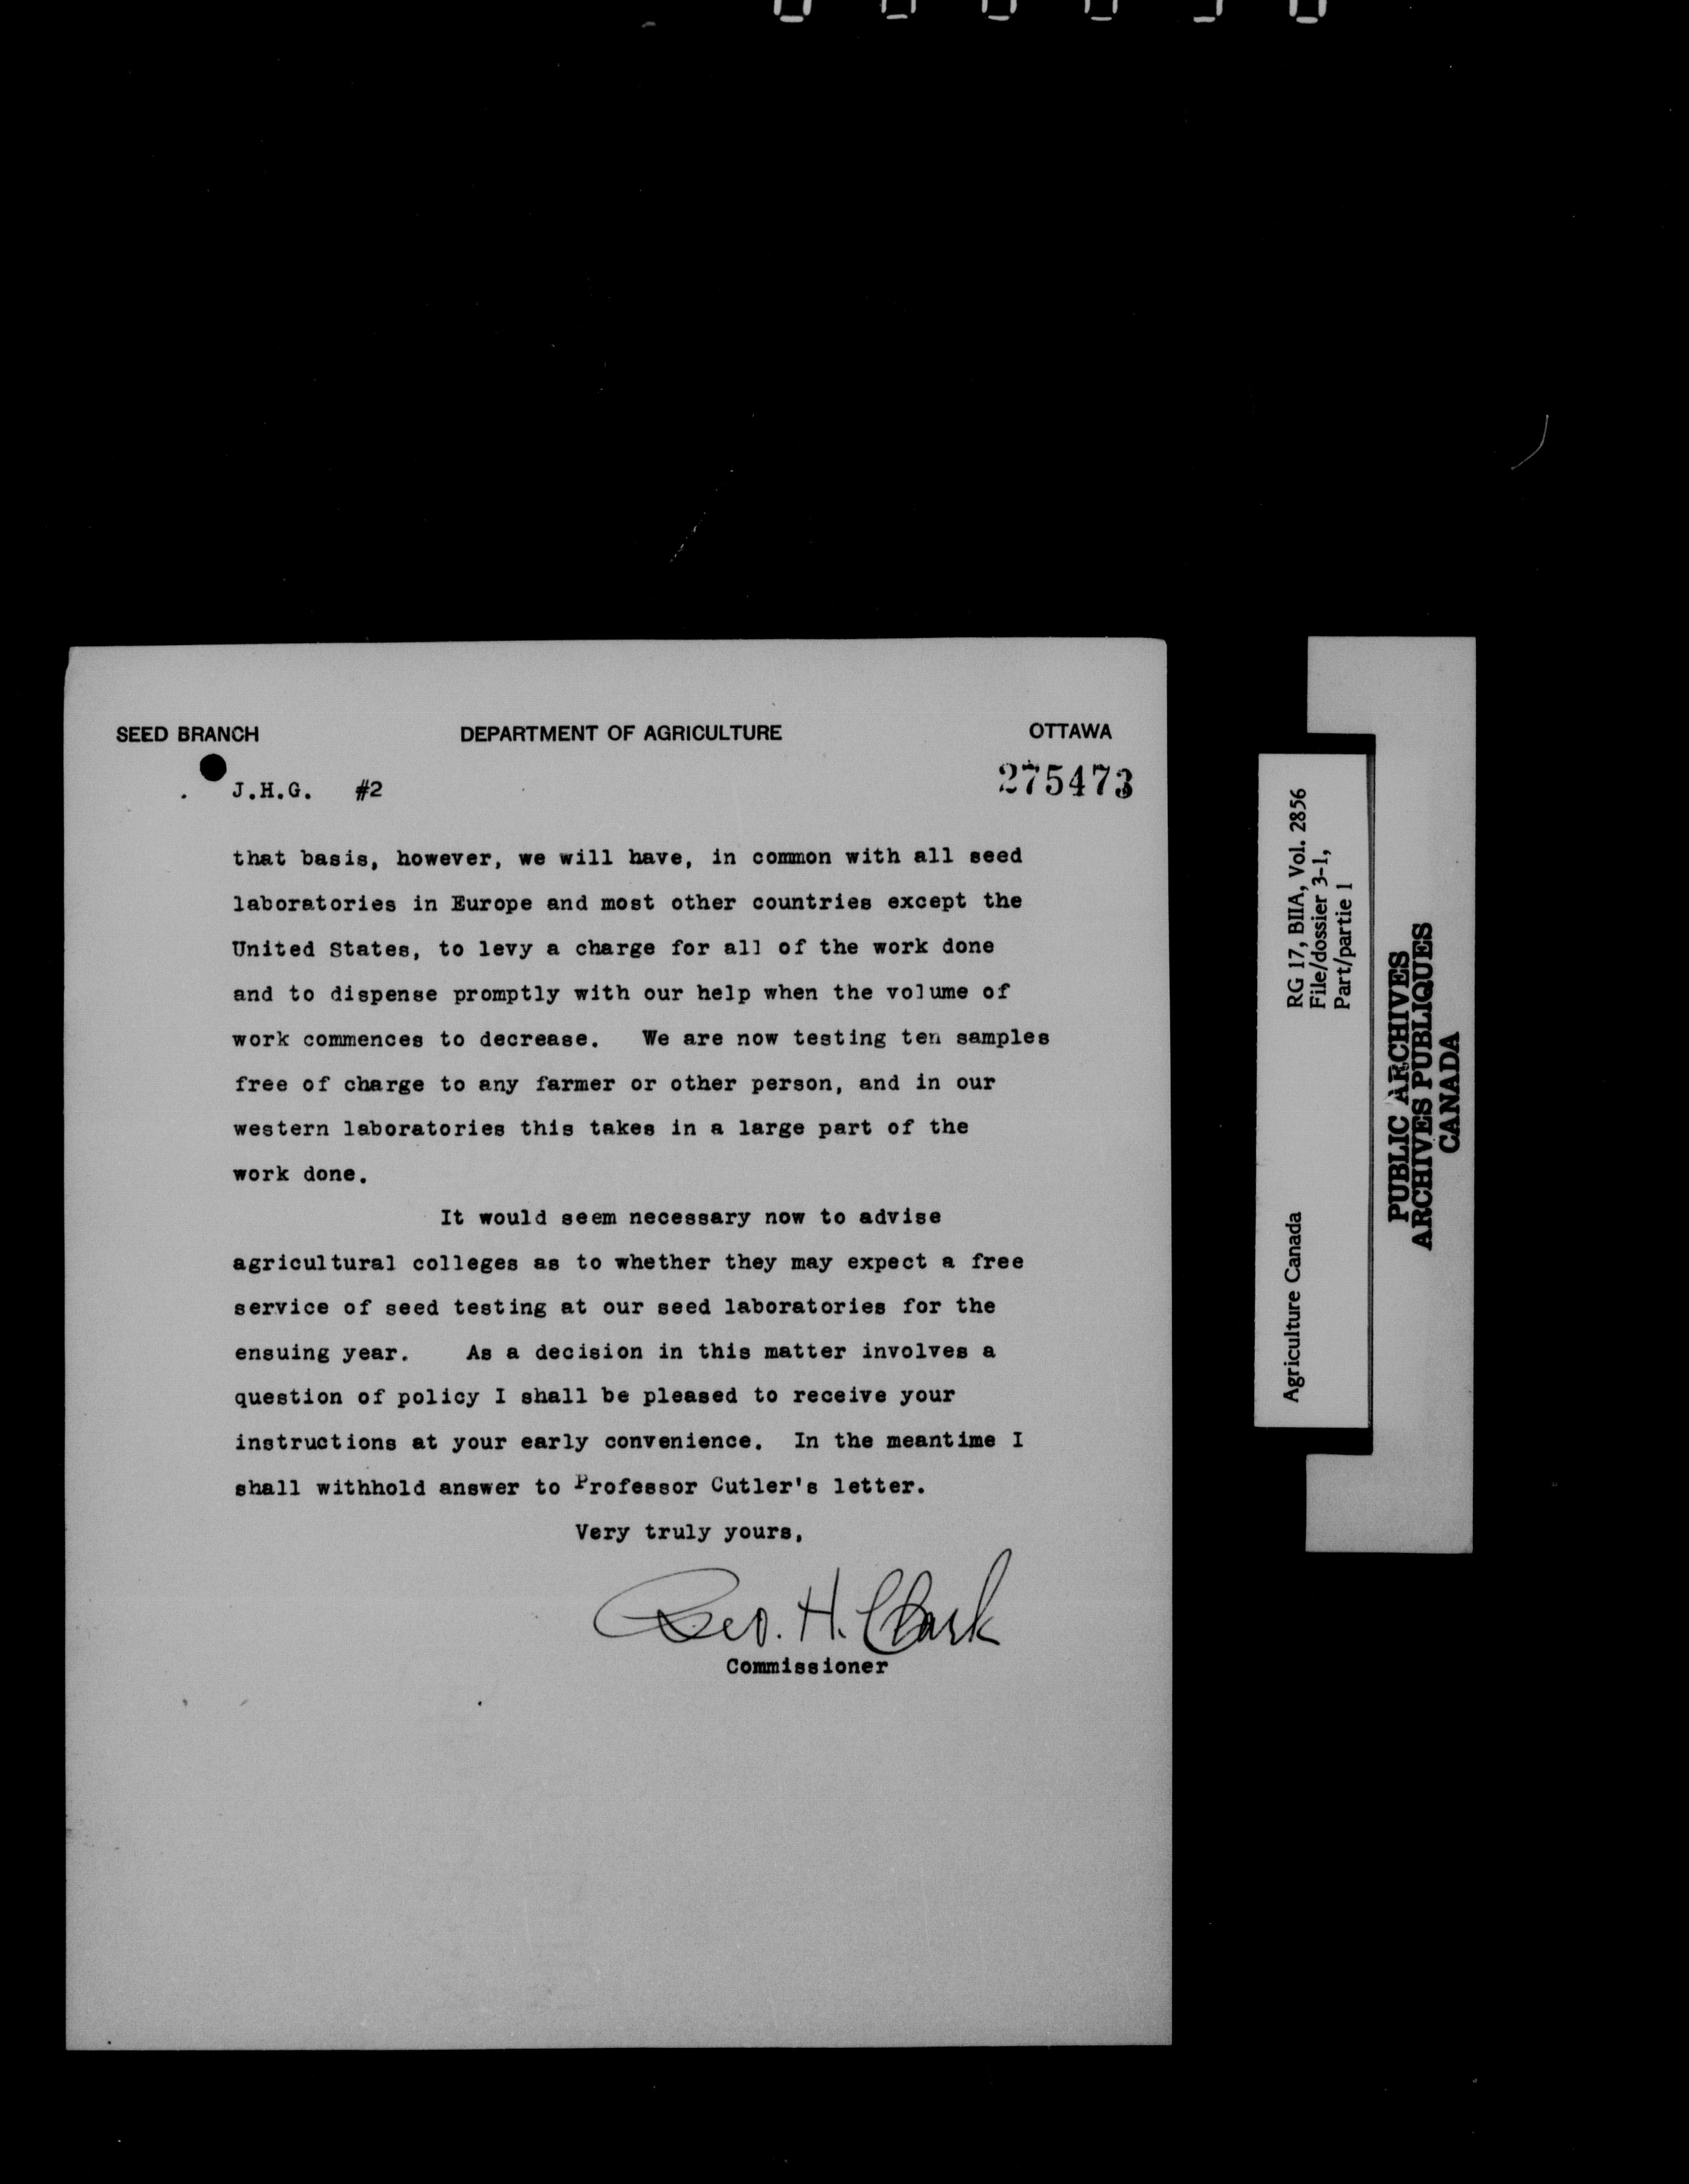 SEED BRANCH DEPARTMENT OF AGRICULTURE OTTAWA
275473
J.H.G. #2
that basis, however, we will have, in common with all seed
laboratories in Europe and most other countries except the
United States, to levy a charge for all of the work done
and to dispense promptly with our help when the volume of
work commences to decrease. We are now testing ten samples
free of charge to any farmer or other person, and in our
western laboratories this takes in a large part of the
work done.
It would seem necessary now to advise
agricultural colleges as to whether they may expect a free
service of seed testing at our seed laboratories for the
ensuing year. As a decision in this matter involves a
question of policy I shall be pleased to receive your
instructions at your early convenience. In the meantime I
shall withhold answer to Professor Cutler's letter.
Very truly yours,
Geo. H. Clark
Commissioner
Agriculture Canada RG 17, BIIA, Vol. 2856
File/dossier 3-1,
Part/partie 1
PUBLIC ARCHIVES
ARCHIVES PUBLIQUES
CANADA